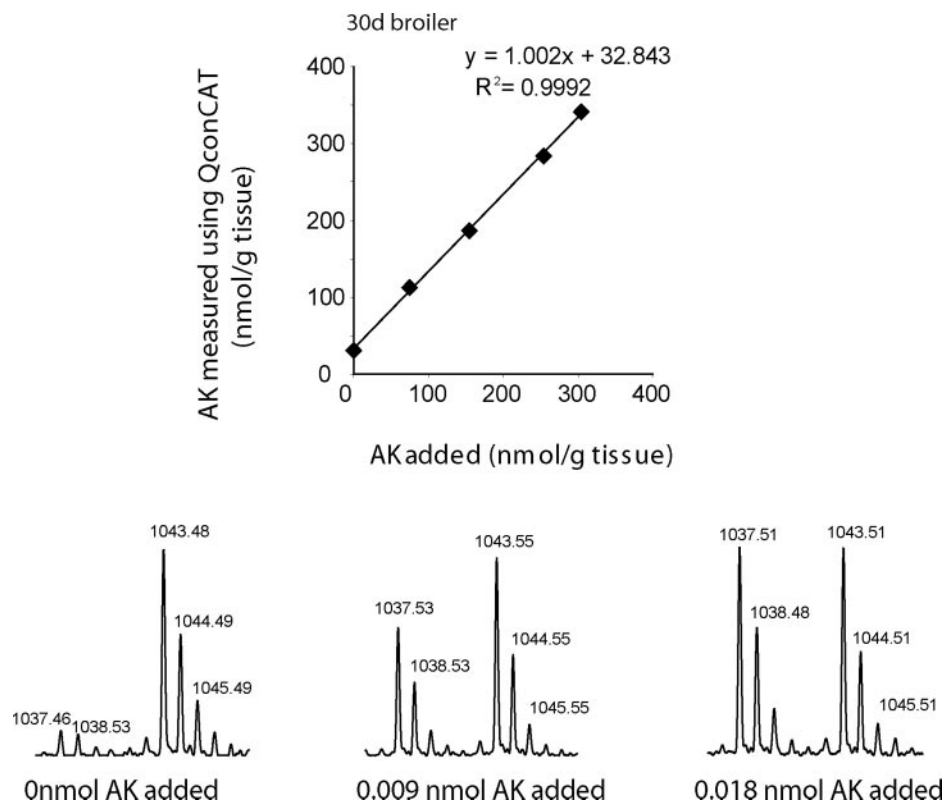 30d broiler
y = 1.002x + 32.843
R²= 0.9992
AK measured using QconCAT
(nmol/g tissue)
400
300
200
100
0
0 100 200 300 400
AK added (nmol/g tissue)
1043.48
1044.49
1045.49
1037.46
1038.53
0nmol AK added
1043.55
1037.53
1044.55
1038.53
1045.55
0.009 nmol AK added
1037.51
1043.51
1038.48
1044.51
1045.51
0.018 nmol AK added